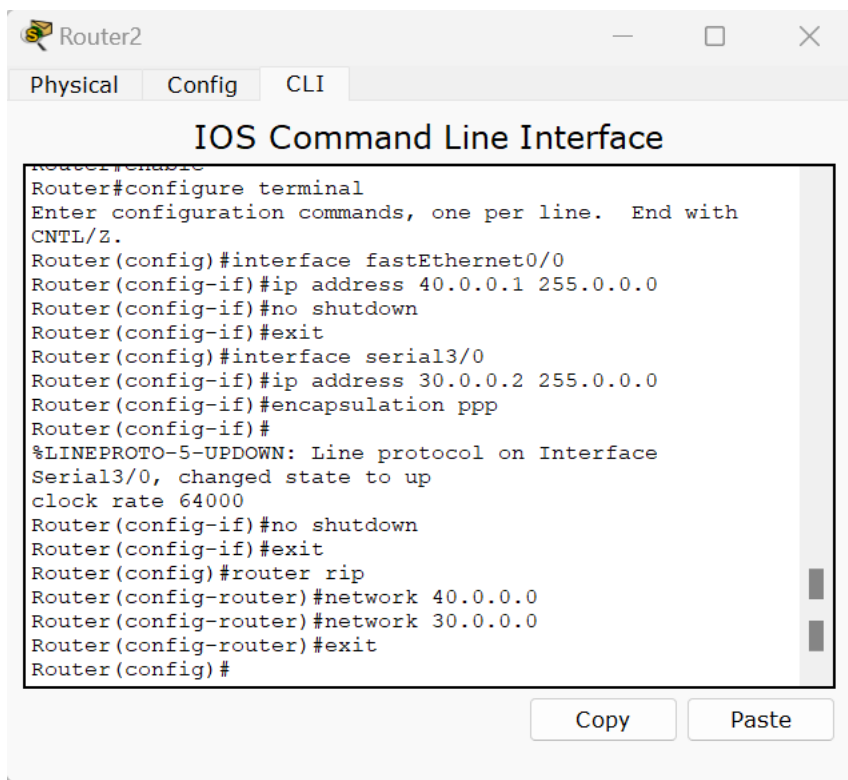 Router2
Physical Config CLI
IOS Command Line Interface
Router#enable
Router#configure terminal
Enter configuration commands, one per line.  End with
CNTL/Z.
Router(config)#interface fastEthernet0/0
Router(config-if)#ip address 40.0.0.1 255.0.0.0
Router(config-if)#no shutdown
Router(config-if)#exit
Router(config)#interface serial3/0
Router(config-if)#ip address 30.0.0.2 255.0.0.0
Router(config-if)#encapsulation ppp
Router(config-if)#
%LINEPROTO-5-UPDOWN: Line protocol on Interface
Serial3/0, changed state to up
clock rate 64000
Router(config-if)#no shutdown
Router(config-if)#exit
Router(config)#router rip
Router(config-router)#network 40.0.0.0
Router(config-router)#network 30.0.0.0
Router(config-router)#exit
Router(config)#
Copy Paste